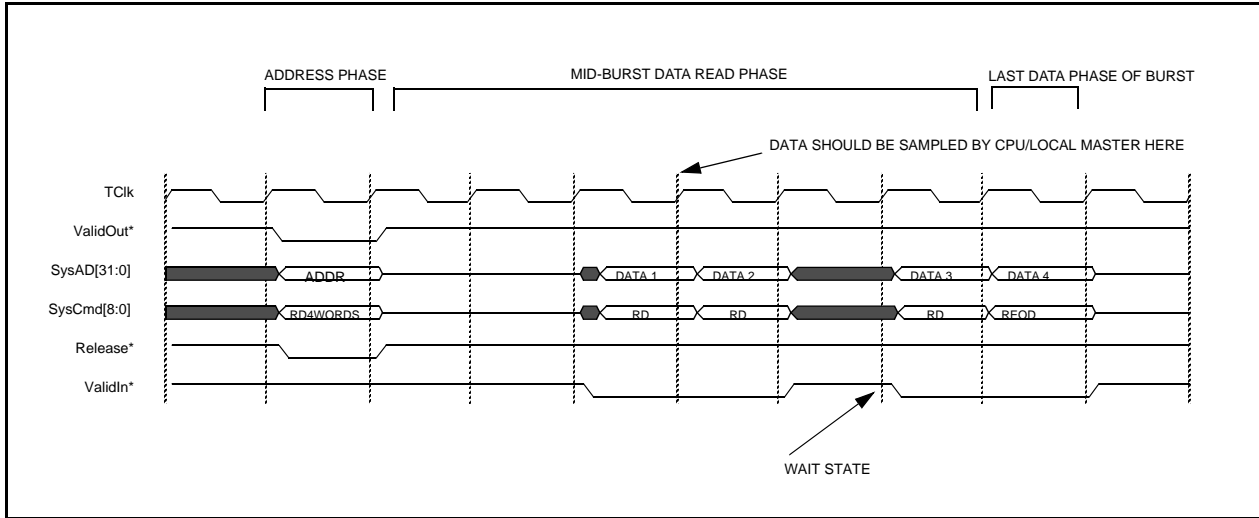 ADDRESS PHASE
MID-BURST DATA READ PHASE
LAST DATA PHASE OF BURST
DATA SHOULD BE SAMPLED BY CPU/LOCAL MASTER HERE
TClk
ValidOut*
SysAD[31:0]
ADDR
DATA 1
DATA 2
DATA 3
DATA 4
SysCmd[8:0]
RD4WORDS
RD
RD
RD
REOD
Release*
ValidIn*
WAIT STATE